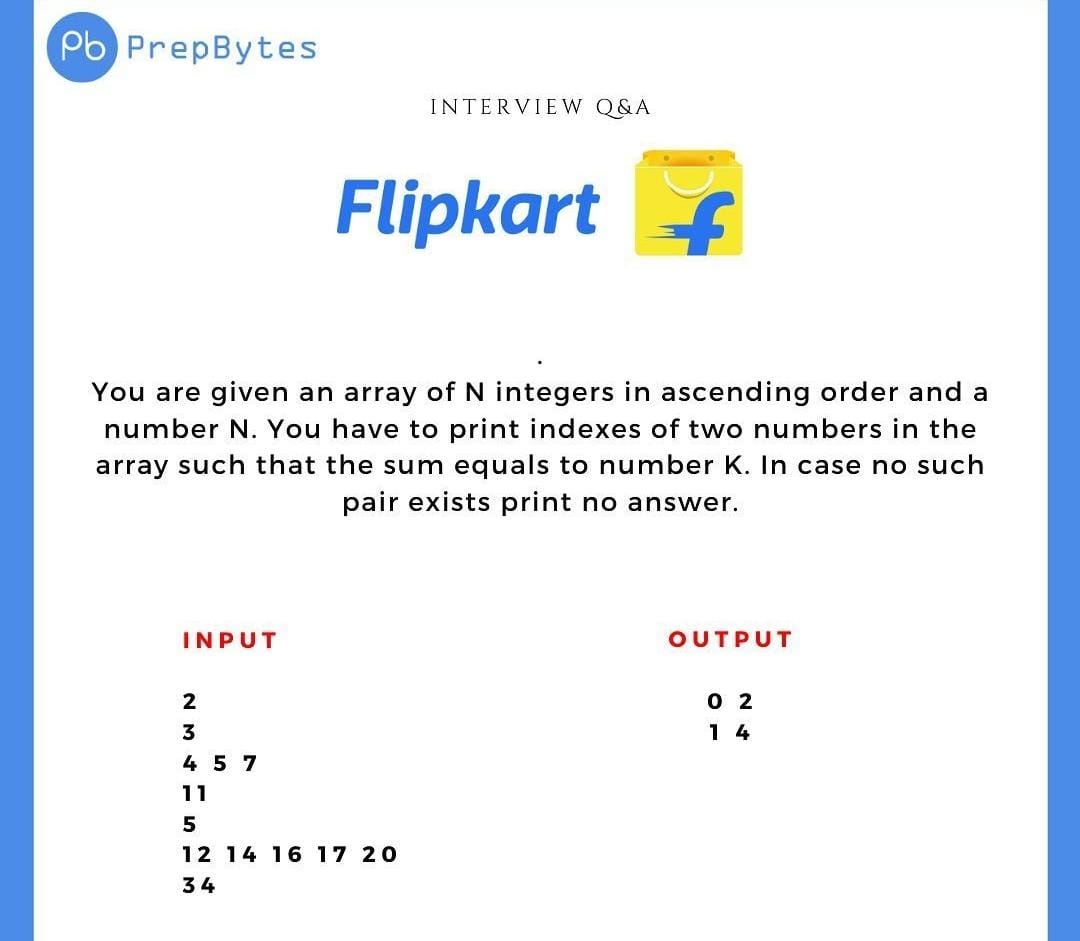 Pb PrepBytes
INTERVIEW Q&A
Flipkart f
.
You are given an array of N integers in ascending order and a
number N. You have to print indexes of two numbers in the
array such that the sum equals to number K. In case no such
pair exists print no answer.
INPUT
2
3
4 5 7
11
5
12 14 16 17 20
34
OUTPUT
0 2
1 4